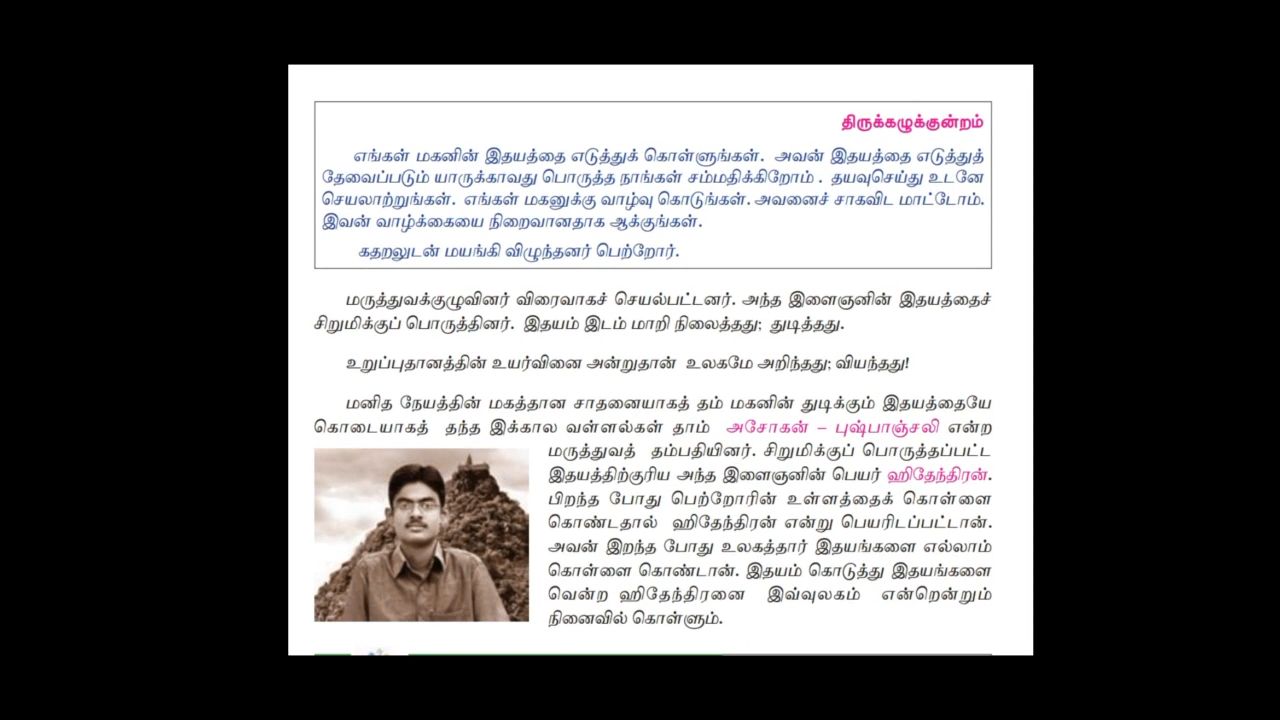 திருக்கழுக்குன்றம்
எங்கள் மகனின் இதயத்தை எடுத்துக் கொள்ளுங்கள். அவன் இதயத்தை எடுத்துத்
தேவைப்படும் யாருக்காவது பொருத்த நாங்கள் சம்மதிக்கிறோம் . தயவுசெய்து உடனே
செயலாற்றுங்கள். எங்கள் மகனுக்கு வாழ்வு கொடுங்கள். அவனைச் சாகவிட மாட்டோம்.
இவன் வாழ்க்கையை நிறைவானதாக ஆக்குங்கள்.
கதறலுடன் மயங்கி விழுந்தனர் பெற்றோர்.
மருத்துவக்குழுவினர் விரைவாகச் செயல்பட்டனர். அந்த இளைஞனின் இதயத்தைச்
சிறுமிக்குப் பொருத்தினர். இதயம் இடம் மாறி நிலைத்தது; துடித்தது.
உறுப்புதானத்தின் உயர்வினை அன்றுதான் உலகமே அறிந்தது; வியந்தது!
மனித நேயத்தின் மகத்தான சாதனையாகத் தம் மகனின் துடிக்கும் இதயத்தையே
கொடையாகத் தந்த இக்கால வள்ளல்கள் தாம் அசோகன் – புஷ்பாஞ்சலி என்ற
மருத்துவத் தம்பதியினர். சிறுமிக்குப் பொருத்தப்பட்ட
இதயத்திற்குரிய அந்த இளைஞனின் பெயர் ஹிதேந்திரன்.
பிறந்த போது பெற்றோரின் உள்ளத்தைக் கொள்ளை
கொண்டதால் ஹிதேந்திரன் என்று பெயரிடப்பட்டான்.
அவன் இறந்த போது உலகத்தார் இதயங்களை எல்லாம்
கொள்ளை கொண்டான். இதயம் கொடுத்து இதயங்களை
வென்ற ஹிதேந்திரனை இவ்வுலகம் என்றென்றும்
நினைவில் கொள்ளும்.